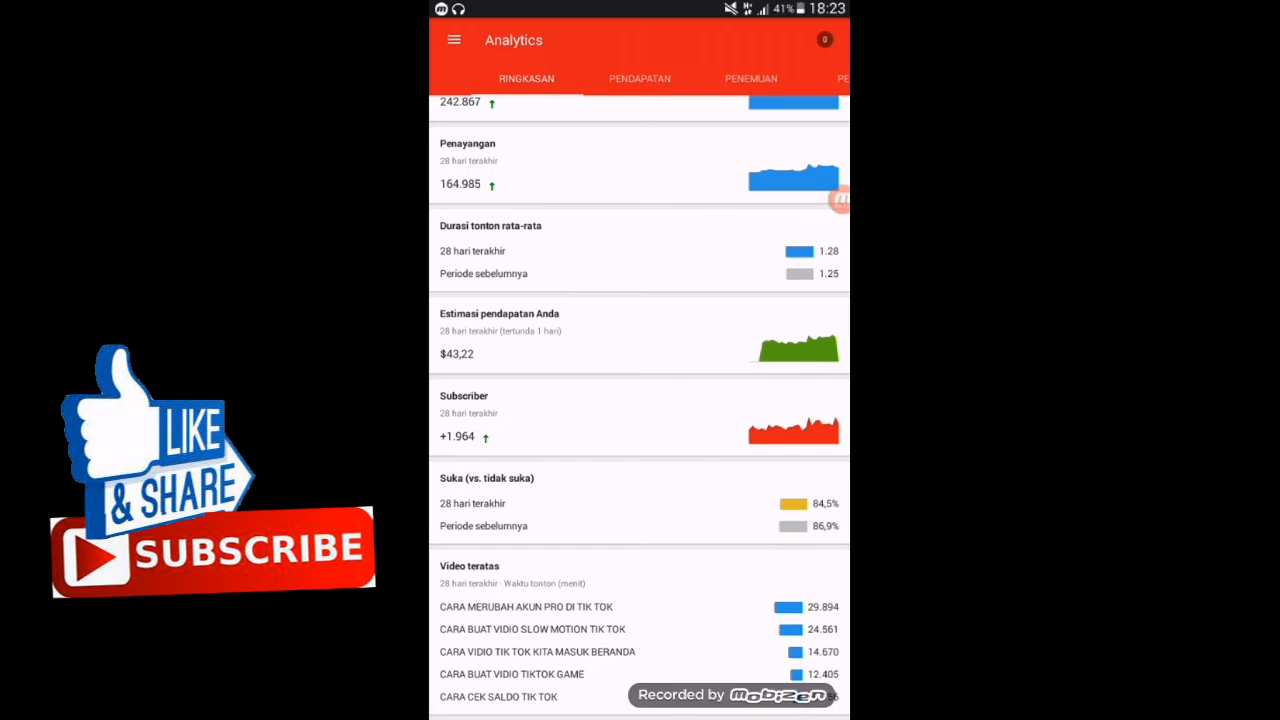 41% 18:23
Analytics 0
RINGKASAN PENDAPATAN PENEMUAN PE
242.867
Penayangan
28 hari terakhir
164.985
Durasi tonton rata-rata
28 hari terakhir 1.28
Periode sebelumnya 1.25
Estimasi pendapatan Anda
28 hari terakhir (tertunda 1 hari)
$43,22
Subscriber
28 hari terakhir
+1.964
Suka (vs. tidak suka)
28 hari terakhir 84,5%
Periode sebelumnya 86,9%
Video teratas
28 hari terakhir · Waktu tonton (menit)
CARA MERUBAH AKUN PRO DI TIK TOK 29.894
CARA BUAT VIDIO SLOW MOTION TIK TOK 24.561
CARA VIDIO TIK TOK KITA MASUK BERANDA 14.670
CARA BUAT VIDIO TIKTOK GAME 12.405
CARA CEK SALDO TIK TOK
Recorded by mobizen
LIKE
& SHARE
SUBSCRIBE